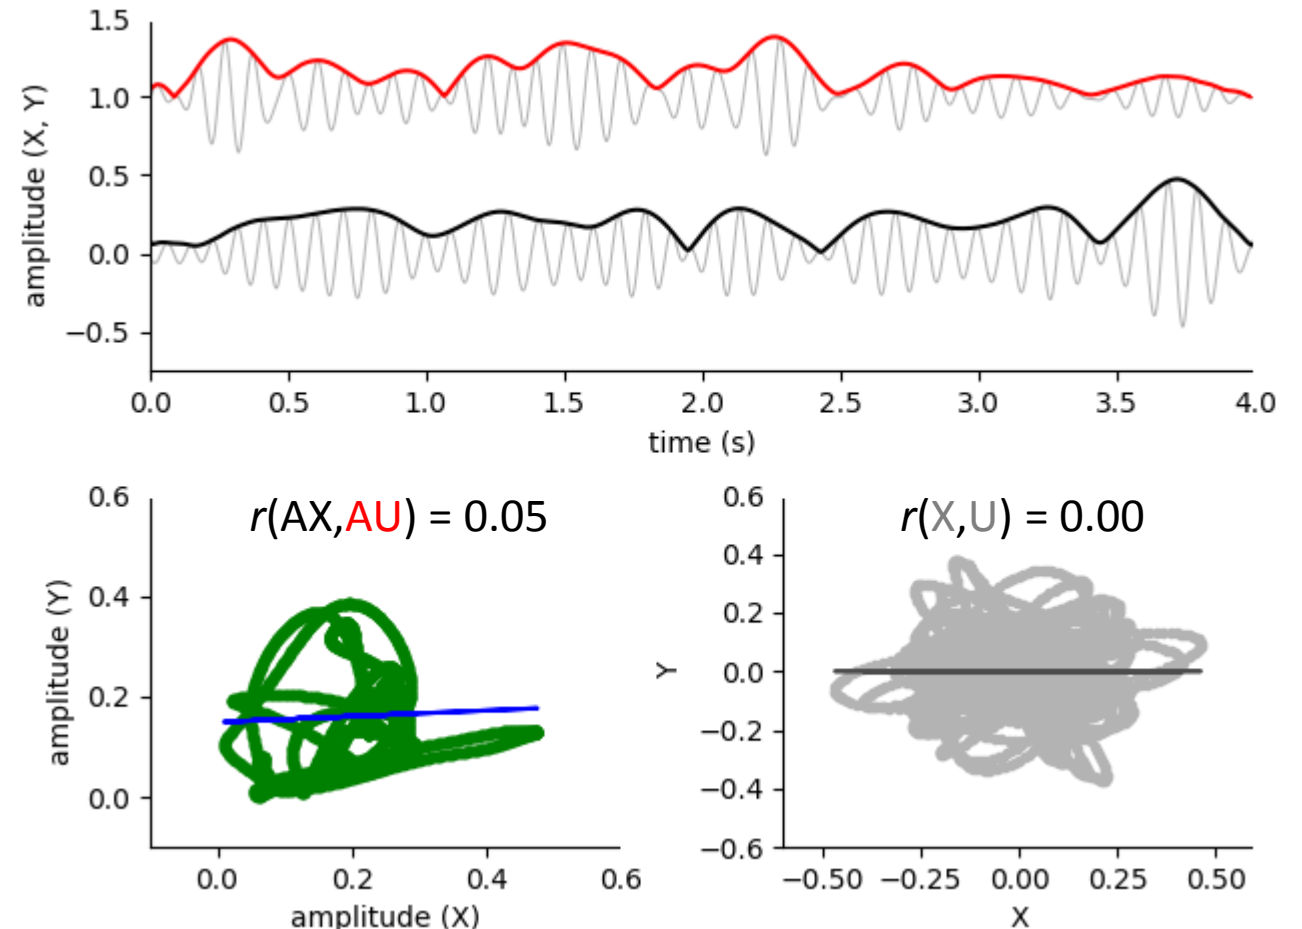 amplitude (X, Y)
1.5
1.0
0.5
0.0
−0.5
0.0 0.5 1.0 1.5 2.0 2.5 3.0 3.5 4.0
time (s)
r(AX,AU) = 0.05
amplitude (Y)
0.6
0.4
0.2
0.0
0.0 0.2 0.4 0.6
amplitude (X)
r(X,U) = 0.00
Y
0.6
0.4
0.2
0.0
−0.2
−0.4
−0.6
−0.50 −0.25 0.00 0.25 0.50
X